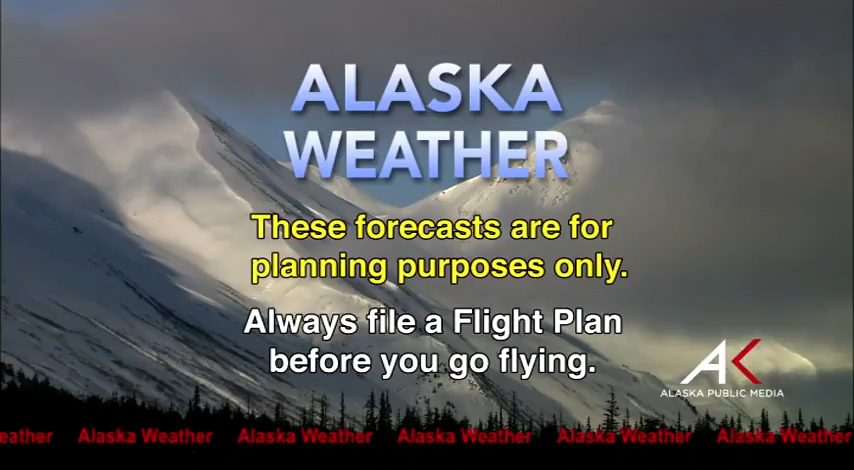 ALASKA
WEATHER
These forecasts are for
planning purposes only.
Always file a Flight Plan
before you go flying.
AK
ALASKA PUBLIC MEDIA
eather Alaska Weather Alaska Weather Alaska Weather Alaska Weather Alaska Weather